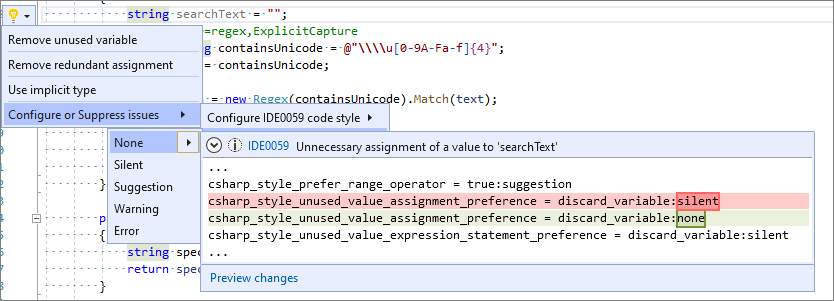 {
string searchText = "";
Remove unused variable
=regex,ExplicitCapture
containsUnicode = @"\\\\u[0-9A-Fa-f]{4}";
Remove redundant assignment
= containsUnicode;
Use implicit type
= new Regex(containsUnicode).Match(text);
Configure or Suppress issues
Configure IDE0059 code style
None
Silent
Suggestion
Warning
Error
IDE0059 Unnecessary assignment of a value to 'searchText'
...
csharp_style_prefer_range_operator = true:suggestion
csharp_style_unused_value_assignment_preference = discard_variable:silent
csharp_style_unused_value_assignment_preference = discard_variable:none
csharp_style_unused_value_expression_statement_preference = discard_variable:silent
...
Preview changes
}
{
string spec
return spec
}